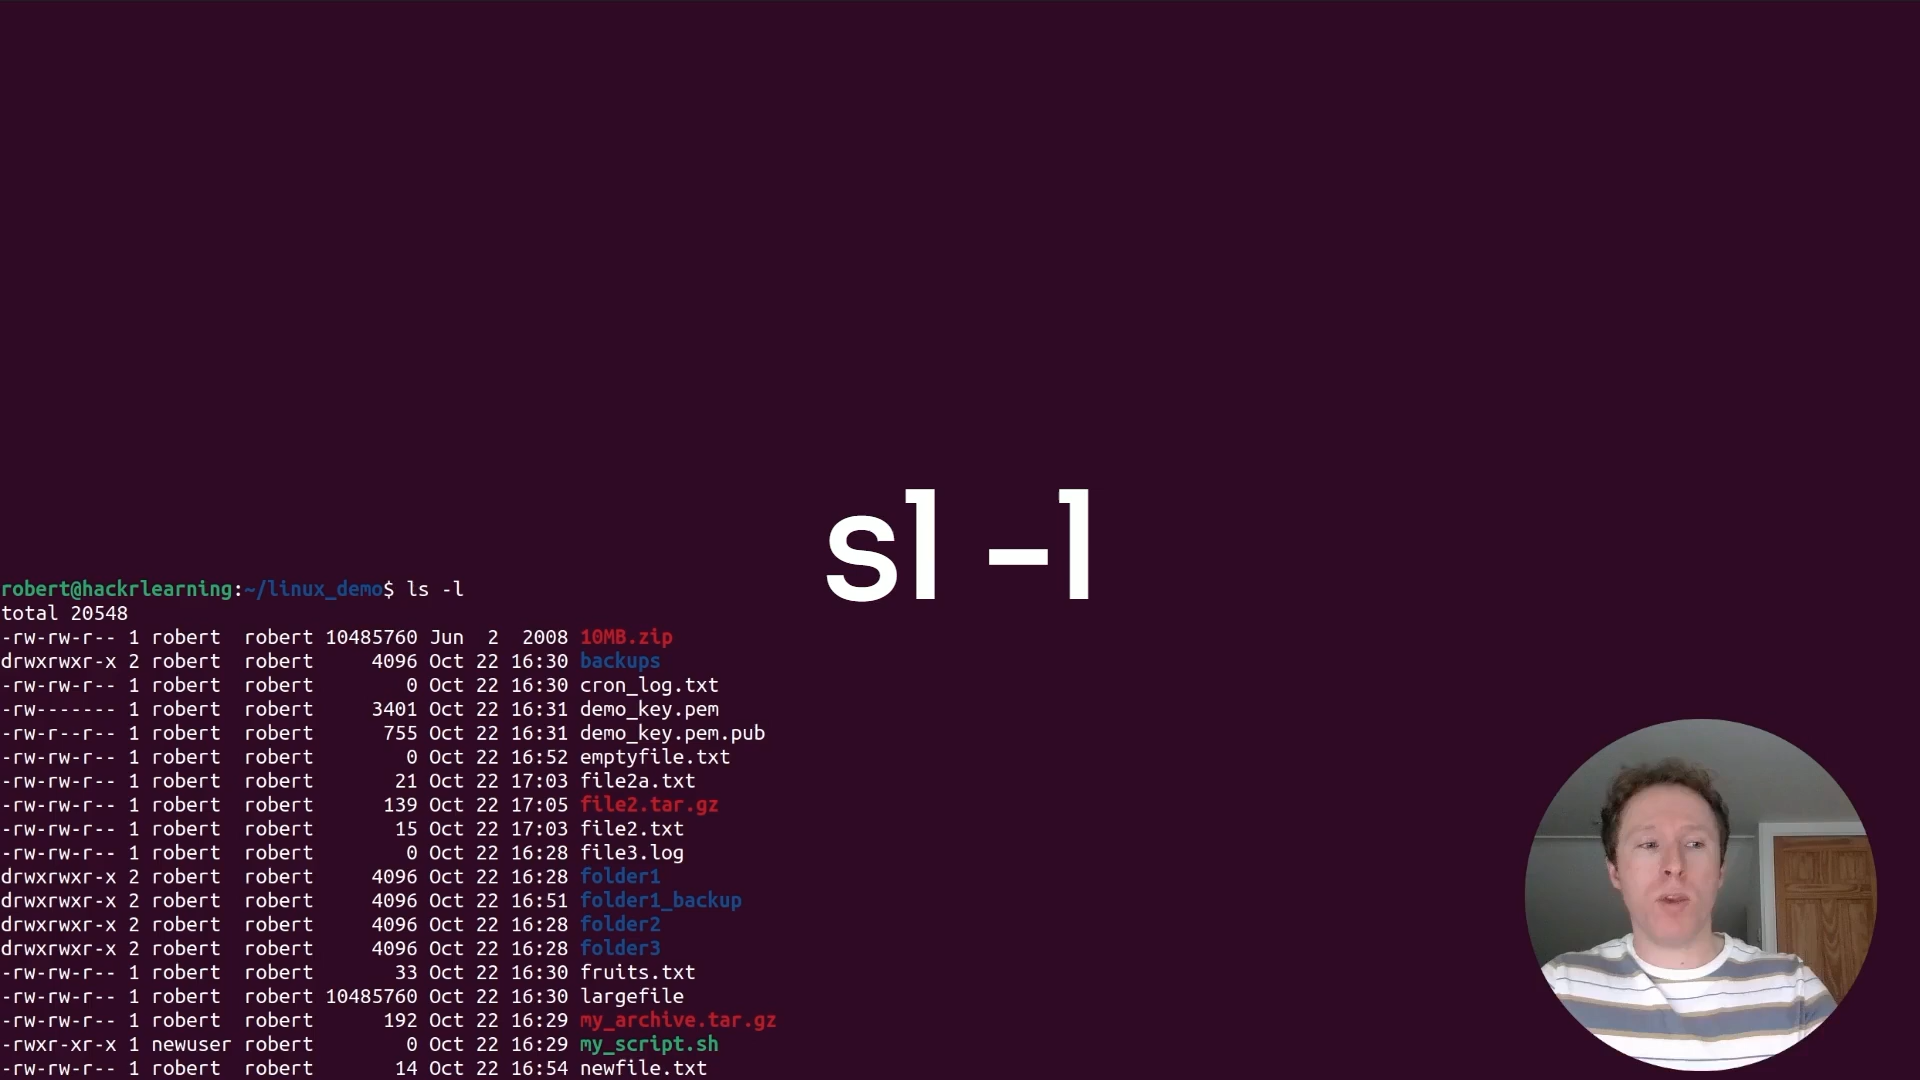 sl -l
robert@hackrlearning:~/linux_demo$ ls -l
total 20548
-rw-rw-r-- 1 robert  robert 10485760 Jun  2  2008 10MB.zip
drwxrwxr-x 2 robert  robert     4096 Oct 22 16:30 backups
-rw-rw-r-- 1 robert  robert        0 Oct 22 16:30 cron_log.txt
-rw------- 1 robert  robert     3401 Oct 22 16:31 demo_key.pem
-rw-r--r-- 1 robert  robert      755 Oct 22 16:31 demo_key.pem.pub
-rw-rw-r-- 1 robert  robert        0 Oct 22 16:52 emptyfile.txt
-rw-rw-r-- 1 robert  robert       21 Oct 22 17:03 file2a.txt
-rw-rw-r-- 1 robert  robert      139 Oct 22 17:05 file2.tar.gz
-rw-rw-r-- 1 robert  robert       15 Oct 22 17:03 file2.txt
-rw-rw-r-- 1 robert  robert        0 Oct 22 16:28 file3.log
drwxrwxr-x 2 robert  robert     4096 Oct 22 16:28 folder1
drwxrwxr-x 2 robert  robert     4096 Oct 22 16:51 folder1_backup
drwxrwxr-x 2 robert  robert     4096 Oct 22 16:28 folder2
drwxrwxr-x 2 robert  robert     4096 Oct 22 16:28 folder3
-rw-rw-r-- 1 robert  robert       33 Oct 22 16:30 fruits.txt
-rw-rw-r-- 1 robert  robert 10485760 Oct 22 16:30 largefile
-rw-rw-r-- 1 robert  robert      192 Oct 22 16:29 my_archive.tar.gz
-rwxr-xr-x 1 newuser robert        0 Oct 22 16:29 my_script.sh
-rw-rw-r-- 1 robert  robert       14 Oct 22 16:54 newfile.txt